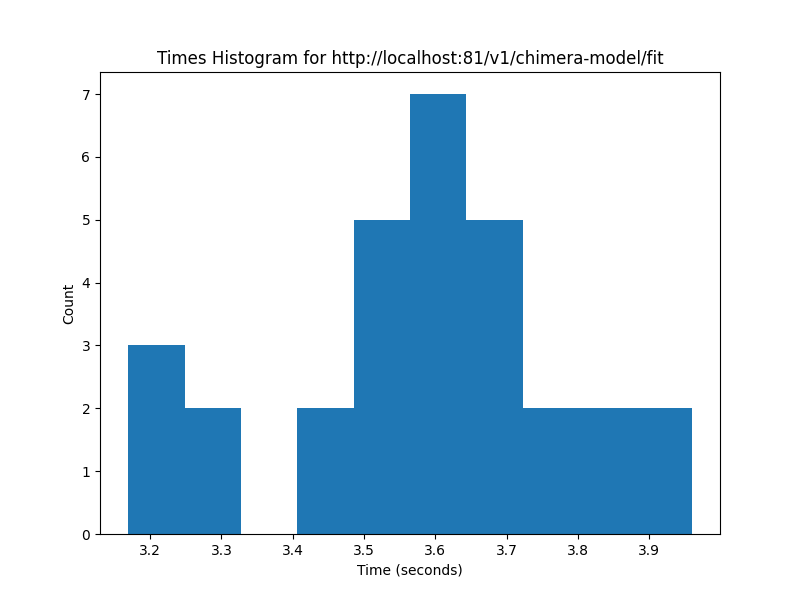 Times Histogram for http://localhost:81/v1/chimera-model/fit
7
6
5
4
3
2
1
0
Count
3.2 3.3 3.4 3.5 3.6 3.7 3.8 3.9
Time (seconds)